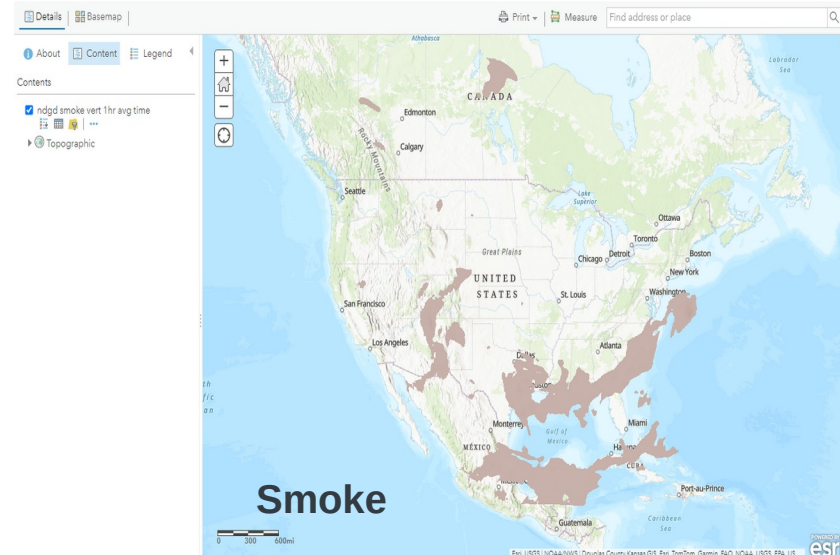 Details Basemap Print Measure Find address or place
About Content Legend
Contents
ndgd smoke vert 1hr avg time
Topographic
Athabasca
Labrador
Sea
CANADA
Edmonton
Rocky Mountains
Calgary
Seattle
Lake
Superior
Ottawa
Toronto
Great Plains
Chicago Detroit Boston
New York
UNITED
STATES
St. Louis
Washington
San Francisco
Los Angeles
Atlanta
Dallas
Monterrey
Gulf of
Mexico
Miami
MÉXICO
CUBA
Port-au-Prince
Guatemala
Caribbean
Sea
Smoke
0 300 600mi
Esri, USGS | NOAA/NWS | Douglas County Kansas GIS, Esri, TomTom, Garmin, FAO, NOAA, USGS, EPA, US
POWERED BY
esri